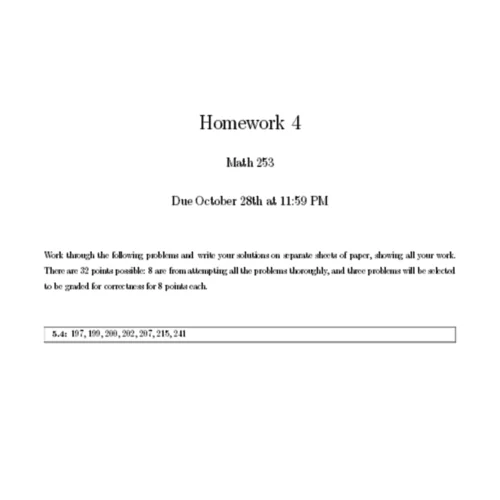 Homework 4
Math 253
Due October 28th at 11:59 PM
Work through the following problems and write your solutions on separate sheets of paper, showing all your work.
There are 32 points possible: 8 are from attempting all the problems thoroughly, and three problems will be selected
to be graded for correctness for 8 points each.
5.4: 197, 199, 200, 202, 207, 215, 241